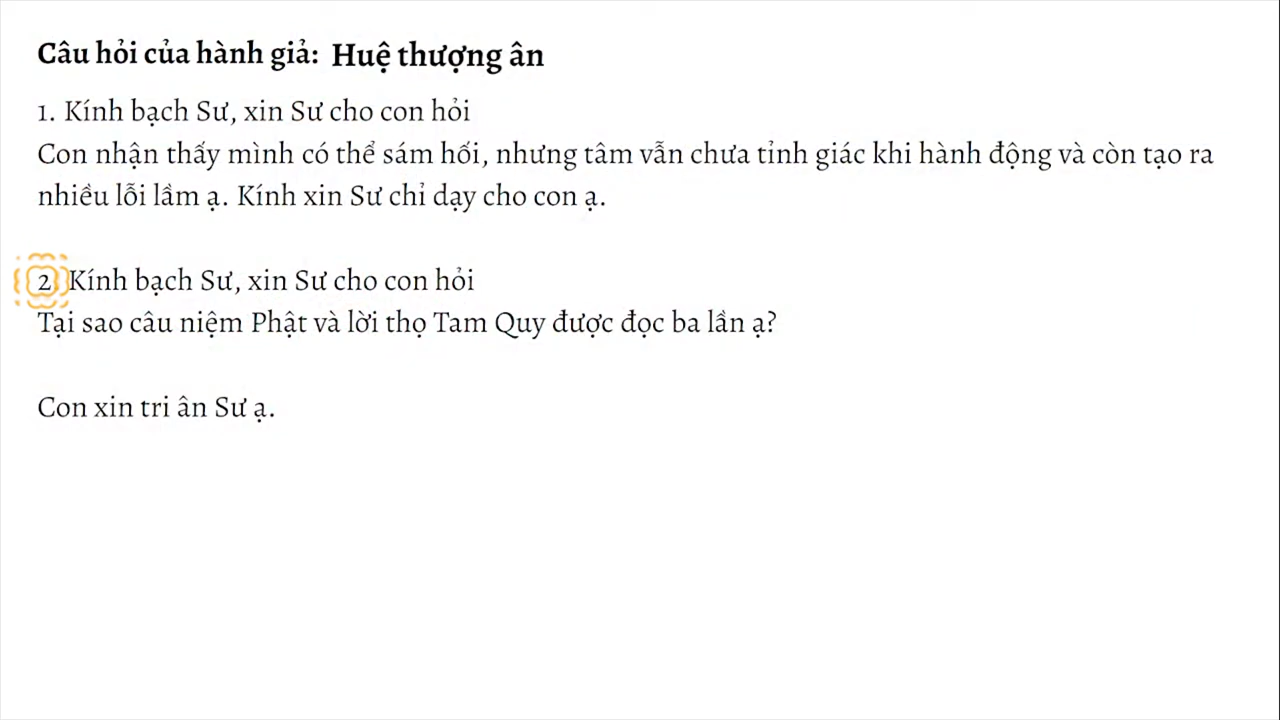 Câu hỏi của hành giả: Huệ thượng ân
1. Kính bạch Sư, xin Sư cho con hỏi
Con nhận thấy mình có thể sám hối, nhưng tâm vẫn chưa tỉnh giác khi hành động và còn tạo ra
nhiều lỗi lầm ạ. Kính xin Sư chỉ dạy cho con ạ.
2. Kính bạch Sư, xin Sư cho con hỏi
Tại sao câu niệm Phật và lời thọ Tam Quy được đọc ba lần ạ?
Con xin tri ân Sư ạ.